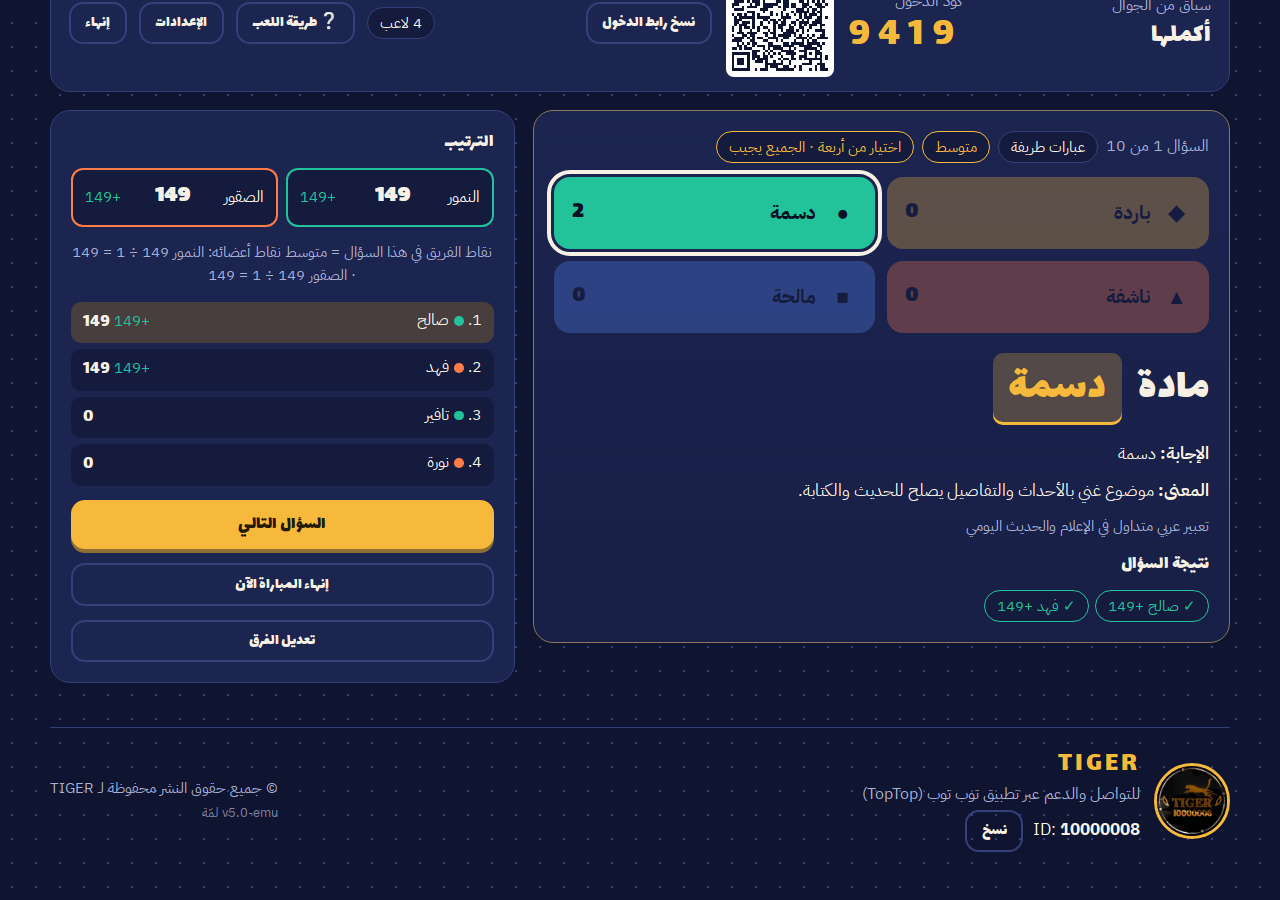 سباق من الجوال
أكملها
كود الدخول
9419
نسخ رابط الدخول
4 لاعب
❔ طريقة اللعب
الإعدادات
إنهاء
السؤال 1 من 10
عبارات طريفة
متوسط
اختيار من أربعة · الجميع يجيب
◆ باردة 0
● دسمة 2
▲ ناشفة 0
■ مالحة 0
مادة دسمة
الإجابة: دسمة
المعنى: موضوع غني بالأحداث والتفاصيل يصلح للحديث والكتابة.
تعبير عربي متداول في الإعلام والحديث اليومي
نتيجة السؤال
✓ صالح +149
✓ فهد +149
الترتيب
النمور 149 +149
الصقور 149 +149
نقاط الفريق في هذا السؤال = متوسط نقاط أعضائه: النمور 149 ÷ 1 = 149
· الصقور 149 ÷ 1 = 149
1. صالح +149 149
2. فهد +149 149
3. تافير 0
4. نورة 0
السؤال التالي
إنهاء المباراة الآن
تعديل الفرق
TIGER
للتواصل والدعم عبر تطبيق توب توب (TopTop)
ID: 10000008
نسخ
TIGER
10000008
© جميع حقوق النشر محفوظة لـ TIGER
لمّة v5.0-emu